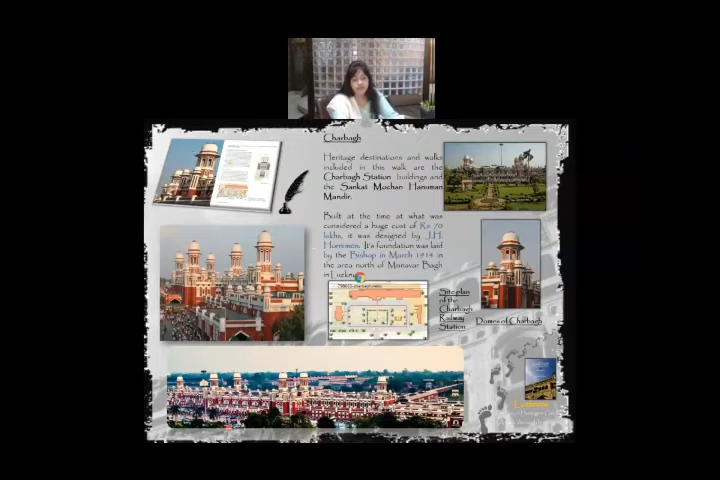 Charbagh
Heritage destinations and walks
included in this walk are the
Charbagh Station buildings and
the Sankat Mochan Hanuman
Mandir.
Built at the time at what was
considered a huge cost of Rs 70
lakhs, it was designed by J.H.
Hornimen. It's foundation was laid
by the Bishop in March 1914 in
the area north of Manavar Bagh
in
Site plan
of the
Charbagh
Railway
Station
Domes of Charbagh